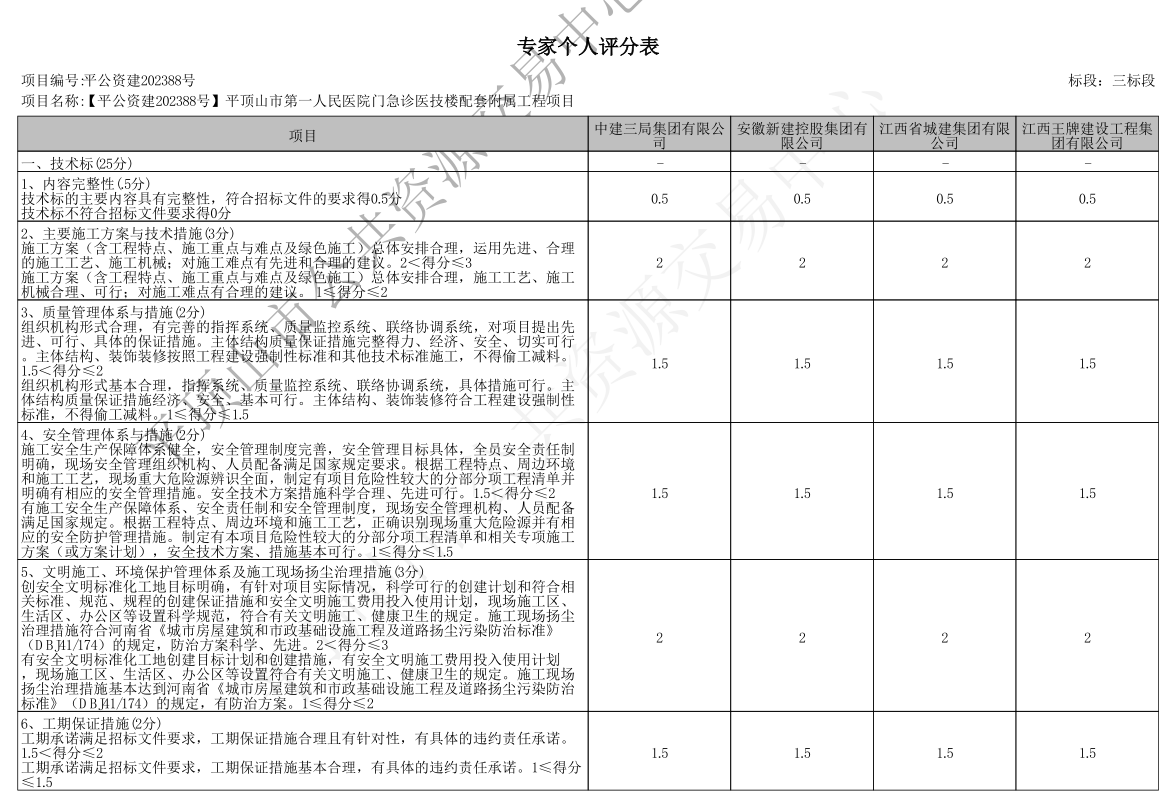 专家个人评分表
项目编号:平公资建202388号
标段：三标段
项目名称:【平公资建202388号】平顶山市第一人民医院门急诊医技楼配套附属工程项目
项目
中建三局集团有限公
司
安徽新建控股集团有
限公司
江西省城建集团有限
公司
江西王牌建设工程集
团有限公司
一、技术标(25分)
-
-
-
-
1、内容完整性(.5分)
技术标的主要内容具有完整性，符合招标文件的要求得0.5分
技术标不符合招标文件要求得0分
0.5
0.5
0.5
0.5
2、主要施工方案与技术措施(3分)
施工方案（含工程特点、施工重点与难点及绿色施工）总体安排合理，运用先进、合理
的施工工艺、施工机械；对施工难点有先进和合理的建议。2＜得分≤3
施工方案（含工程特点、施工重点与难点及绿色施工）总体安排合理，施工工艺、施工
机械合理、可行；对施工难点有合理的建议。1≤得分≤2
2
2
2
2
3、质量管理体系与措施(2分)
组织机构形式合理，有完善的指挥系统、质量监控系统、联络协调系统，对项目提出先
进、可行、具体的保证措施。主体结构质量保证措施完整得力、经济、安全、切实可行
。主体结构、装饰装修按照工程建设强制性标准和其他技术标准施工，不得偷工减料。
1.5＜得分≤2
组织机构形式基本合理，指挥系统、质量监控系统、联络协调系统，具体措施可行。主
体结构质量保证措施经济、安全、基本可行。主体结构、装饰装修符合工程建设强制性
标准，不得偷工减料。1≤得分≤1.5
1.5
1.5
1.5
1.5
4、安全管理体系与措施(2分)
施工安全生产保障体系健全，安全管理制度完善，安全管理目标具体，全员安全责任制
明确，现场安全管理组织机构、人员配备满足国家规定要求。根据工程特点、周边环境
和施工工艺，现场重大危险源辨识全面，制定有项目危险性较大的分部分项工程清单并
明确有相应的安全管理措施。安全技术方案措施科学合理、先进可行。1.5＜得分≤2
有施工安全生产保障体系、安全责任制和安全管理制度，现场安全管理机构、人员配备
满足国家规定。根据工程特点、周边环境和施工工艺，正确识别现场重大危险源并有相
应的安全防护管理措施。制定有本项目危险性较大的分部分项工程清单和相关专项施工
方案（或方案计划），安全技术方案、措施基本可行。1≤得分≤1.5
1.5
1.5
1.5
1.5
5、文明施工、环境保护管理体系及施工现场扬尘治理措施(3分)
创安全文明标准化工地目标明确，有针对项目实际情况，科学可行的创建计划和符合相
关标准、规范、规程的创建保证措施和安全文明施工费用投入使用计划，现场施工区、
生活区、办公区等设置科学规范，符合有关文明施工、健康卫生的规定。施工现场扬尘
治理措施符合河南省《城市房屋建筑和市政基础设施工程及道路扬尘污染防治标准》
（DBJ41/174）的规定，防治方案科学、先进。2＜得分≤3
有安全文明标准化工地创建目标计划和创建措施，有安全文明施工费用投入使用计划
，现场施工区、生活区、办公区等设置符合有关文明施工、健康卫生的规定。施工现场
扬尘治理措施基本达到河南省《城市房屋建筑和市政基础设施工程及道路扬尘污染防治
标准》（DBJ41/174）的规定，有防治方案。1≤得分≤2
2
2
2
2
6、工期保证措施(2分)
工期承诺满足招标文件要求，工期保证措施合理且有针对性，有具体的违约责任承诺。
1.5＜得分≤2
工期承诺满足招标文件要求，工期保证措施基本合理，有具体的违约责任承诺。1≤得分
≤1.5
1.5
1.5
1.5
1.5
平顶山市公共资源交易中心
共资源交易中心